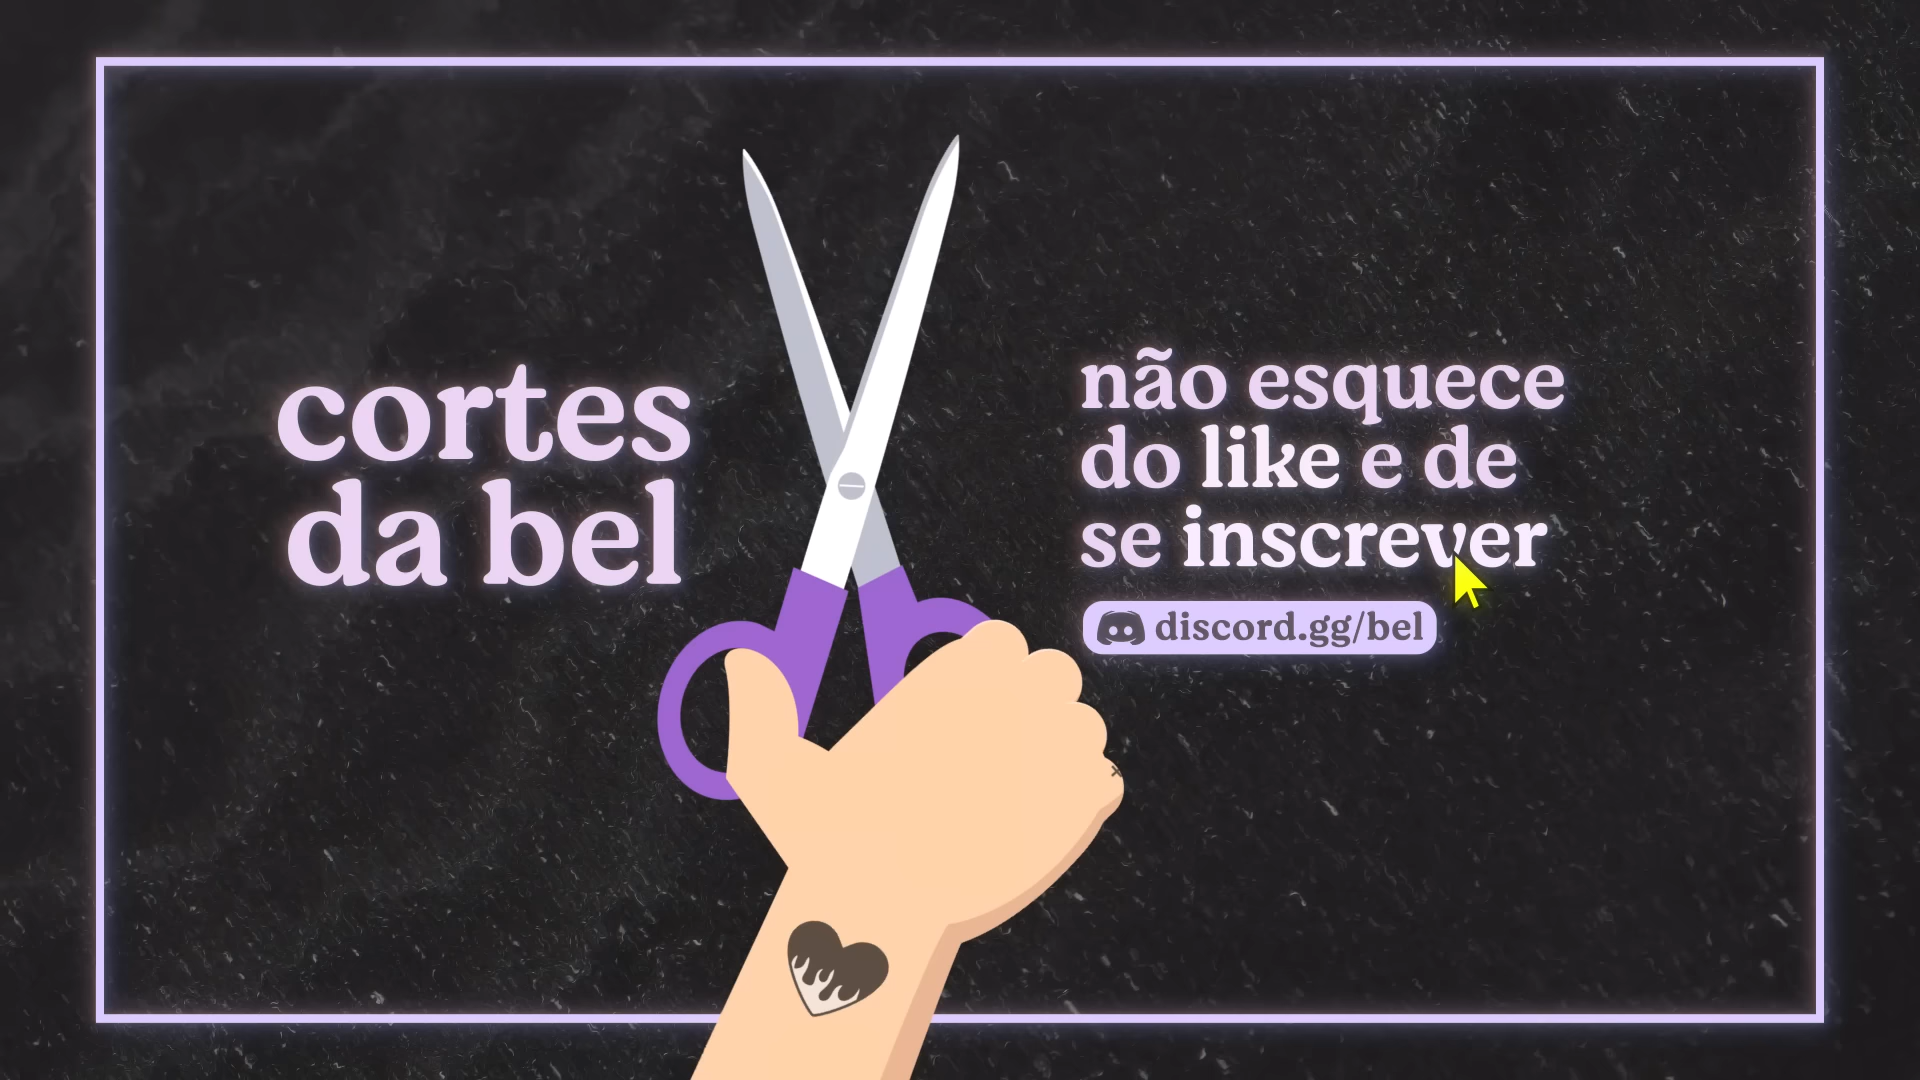 cortes
da bel
não esquece
do like e de
se inscrever
discord.gg/bel